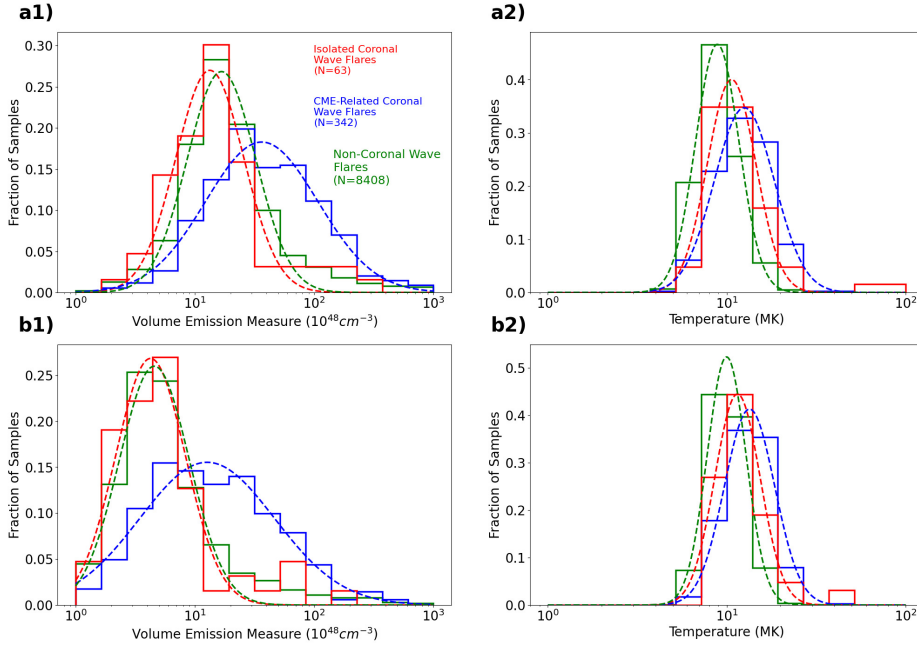 a1)
a2)
Isolated Coronal
Wave Flares
(N=63)
CME-Related Coronal
Wave Flares
(N=342)
Non-Coronal Wave
Flares
(N=8408)
Fraction of Samples
0.30
0.25
0.20
0.15
0.10
0.05
0.00
10⁰ 10¹ 10² 10³
Volume Emission Measure (10⁴⁸cm⁻³)
Fraction of Samples
0.4
0.3
0.2
0.1
0.0
10⁰ 10¹ 10²
Temperature (MK)
b1)
b2)
Fraction of Samples
0.25
0.20
0.15
0.10
0.05
0.00
10⁰ 10¹ 10² 10³
Volume Emission Measure (10⁴⁸cm⁻³)
Fraction of Samples
0.5
0.4
0.3
0.2
0.1
0.0
10⁰ 10¹ 10²
Temperature (MK)